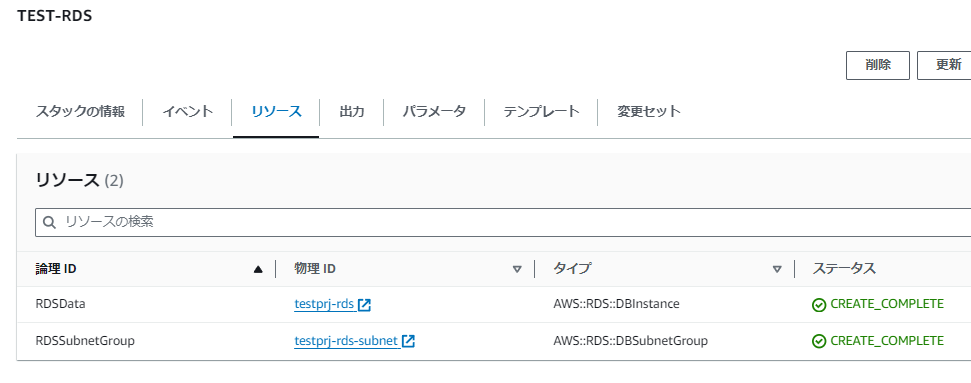 TEST-RDS
削除 更新
スタックの情報 イベント リソース 出力 パラメータ テンプレート 変更セット
リソース (2)
リソースの検索
論理 ID 物理 ID タイプ ステータス
RDSData testprj-rds AWS::RDS::DBInstance CREATE_COMPLETE
RDSSubnetGroup testprj-rds-subnet AWS::RDS::DBSubnetGroup CREATE_COMPLETE